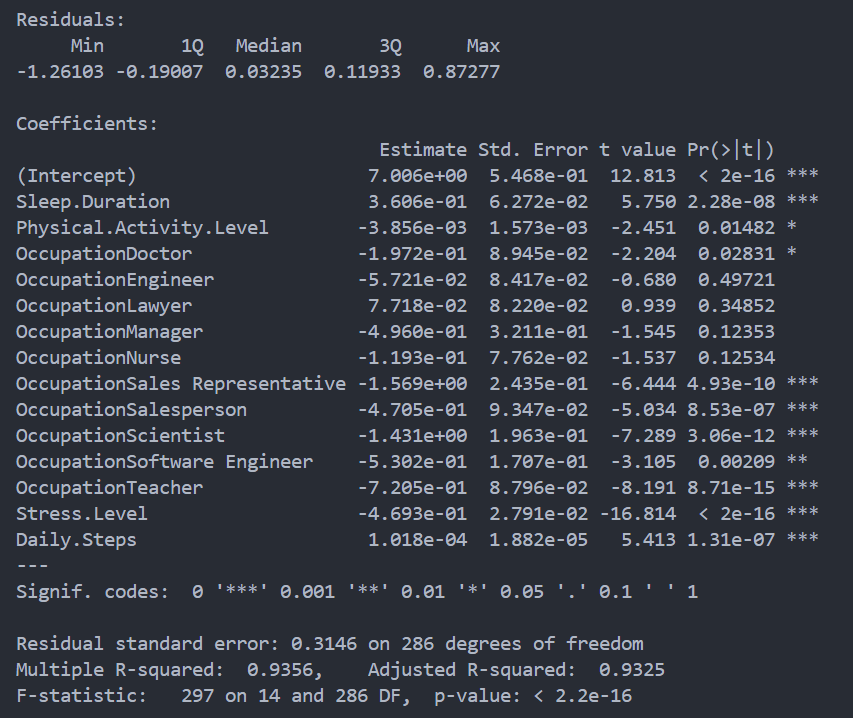 Residuals:
     Min       1Q   Median       3Q      Max
-1.26103 -0.19007  0.03235  0.11933  0.87277
Coefficients:
                                 Estimate Std. Error t value Pr(>|t|)
(Intercept)                     7.006e+00  5.468e-01  12.813  < 2e-16 ***
Sleep.Duration                  3.606e-01  6.272e-02   5.750 2.28e-08 ***
Physical.Activity.Level        -3.856e-03  1.573e-03  -2.451  0.01482 *
OccupationDoctor               -1.972e-01  8.945e-02  -2.204  0.02831 *
OccupationEngineer             -5.721e-02  8.417e-02  -0.680  0.49721
OccupationLawyer                7.718e-02  8.220e-02   0.939  0.34852
OccupationManager              -4.960e-01  3.211e-01  -1.545  0.12353
OccupationNurse                -1.193e-01  7.762e-02  -1.537  0.12534
OccupationSales Representative -1.569e+00  2.435e-01  -6.444 4.93e-10 ***
OccupationSalesperson          -4.705e-01  9.347e-02  -5.034 8.53e-07 ***
OccupationScientist            -1.431e+00  1.963e-01  -7.289 3.06e-12 ***
OccupationSoftware Engineer    -5.302e-01  1.707e-01  -3.105  0.00209 **
OccupationTeacher              -7.205e-01  8.796e-02  -8.191 8.71e-15 ***
Stress.Level                   -4.693e-01  2.791e-02 -16.814  < 2e-16 ***
Daily.Steps                     1.018e-04  1.882e-05   5.413 1.31e-07 ***
---
Signif. codes:  0 '***' 0.001 '**' 0.01 '*' 0.05 '.' 0.1 ' ' 1
Residual standard error: 0.3146 on 286 degrees of freedom
Multiple R-squared:  0.9356,    Adjusted R-squared:  0.9325
F-statistic:   297 on 14 and 286 DF,  p-value: < 2.2e-16